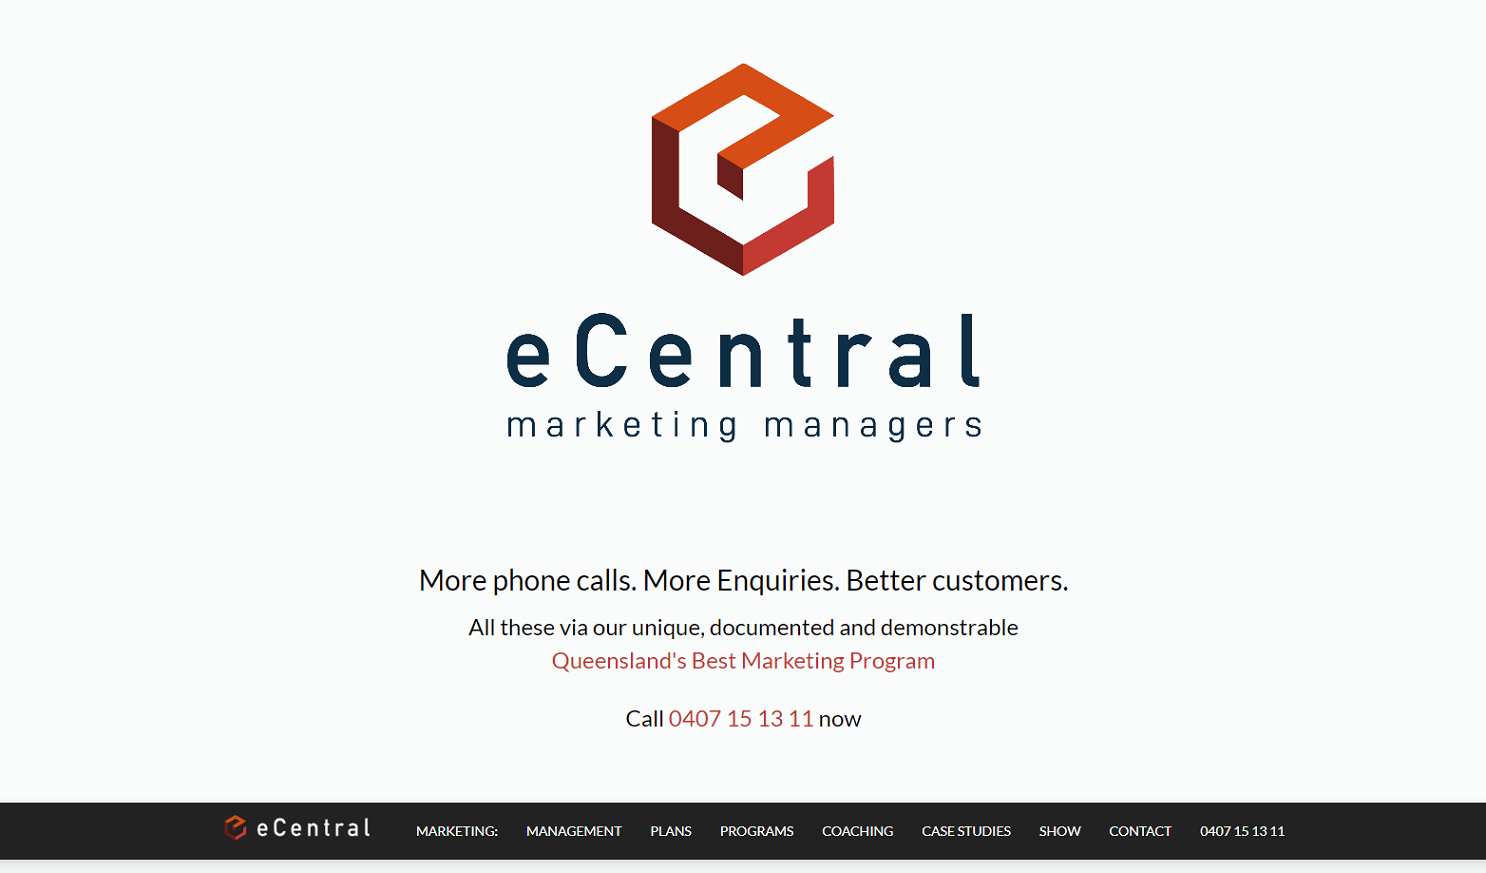 eCentral
marketing managers
More phone calls. More Enquiries. Better customers.
All these via our unique, documented and demonstrable
Queensland's Best Marketing Program
Call 0407 15 13 11 now
eCentral MARKETING: MANAGEMENT PLANS PROGRAMS COACHING CASE STUDIES SHOW CONTACT 0407 15 13 11